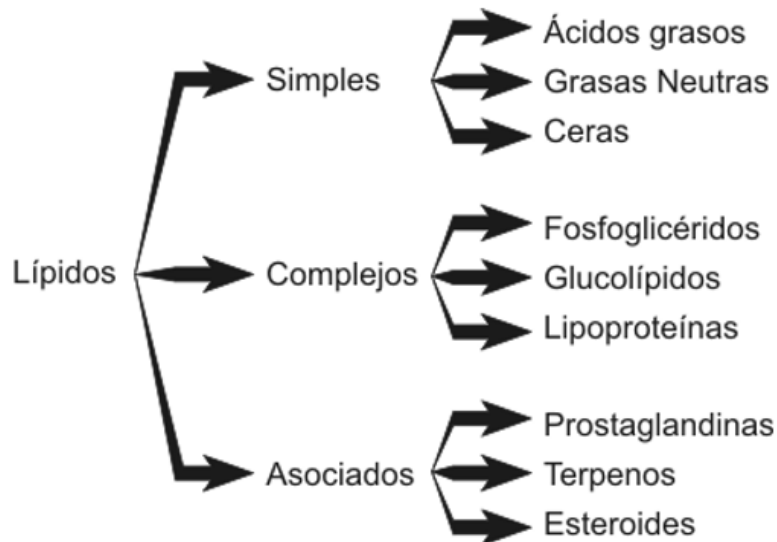 Lípidos
Simples
Ácidos grasos
Grasas Neutras
Ceras
Complejos
Fosfoglicéridos
Glucolípidos
Lipoproteínas
Asociados
Prostaglandinas
Terpenos
Esteroides